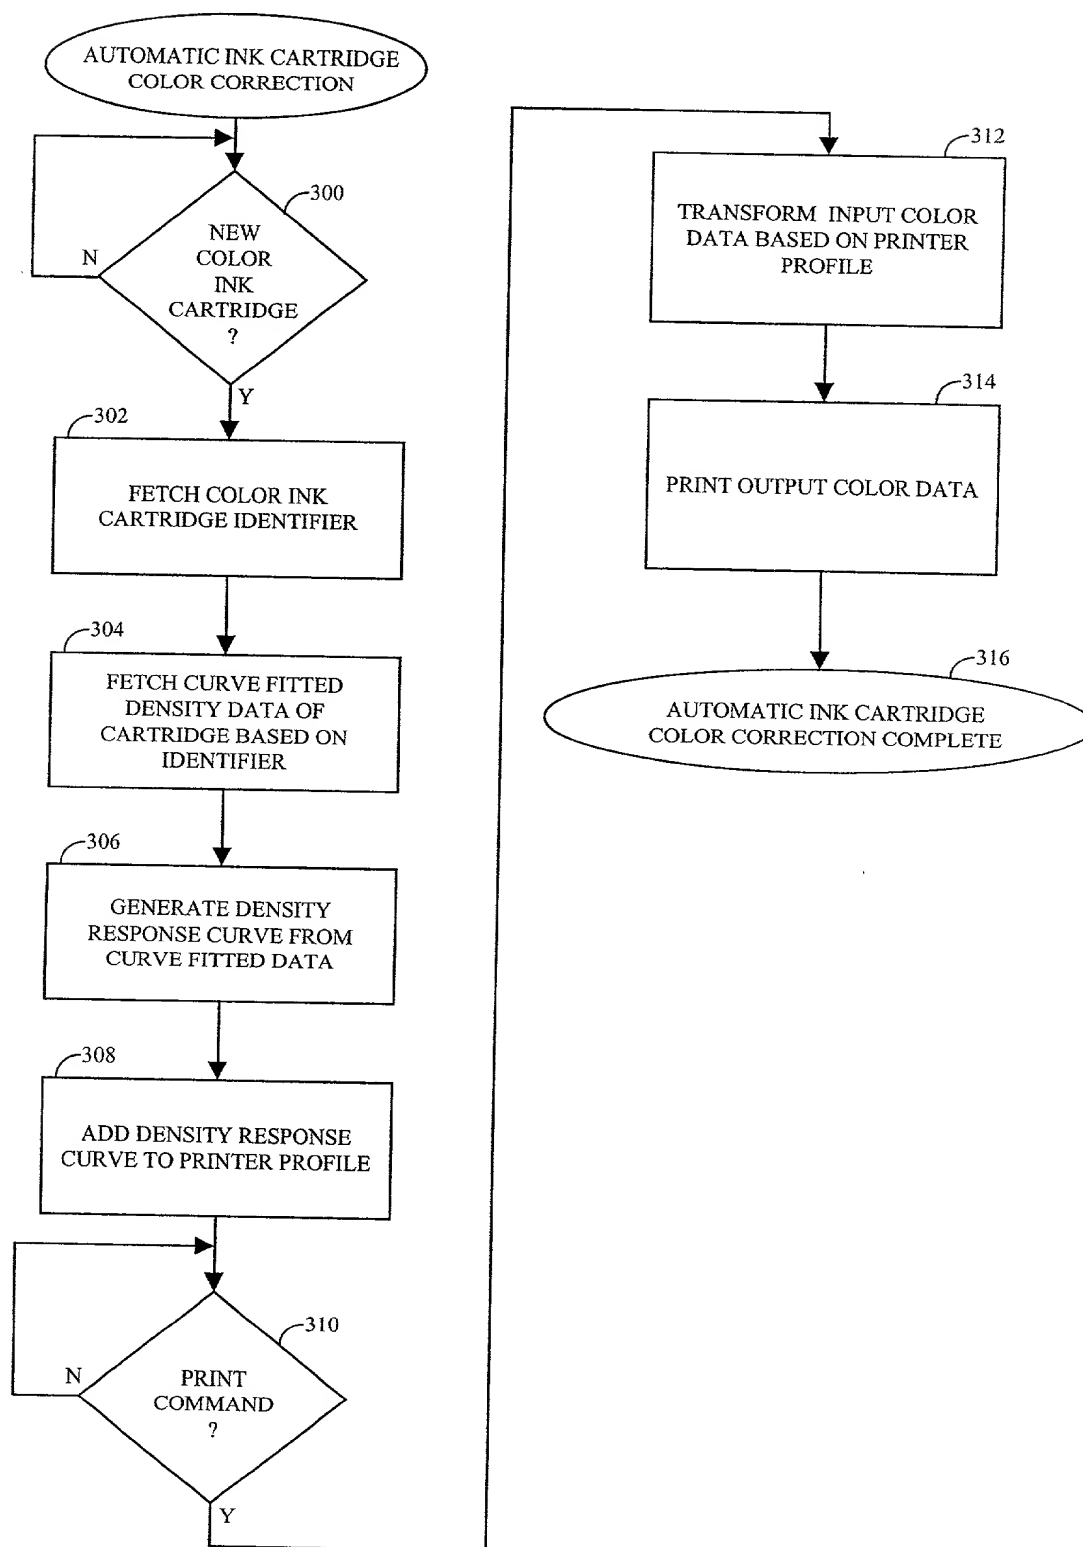 AUTOMATIC INK CARTRIDGE
COLOR CORRECTION
300
NEW
COLOR
INK
CARTRIDGE
?
N
Y
302
FETCH COLOR INK
CARTRIDGE IDENTIFIER
304
FETCH CURVE FITTED
DENSITY DATA OF
CARTRIDGE BASED ON
IDENTIFIER
306
GENERATE DENSITY
RESPONSE CURVE FROM
CURVE FITTED DATA
308
ADD DENSITY RESPONSE
CURVE TO PRINTER PROFILE
310
PRINT
COMMAND
?
N
Y
312
TRANSFORM INPUT COLOR
DATA BASED ON PRINTER
PROFILE
314
PRINT OUTPUT COLOR DATA
316
AUTOMATIC INK CARTRIDGE
COLOR CORRECTION COMPLETE